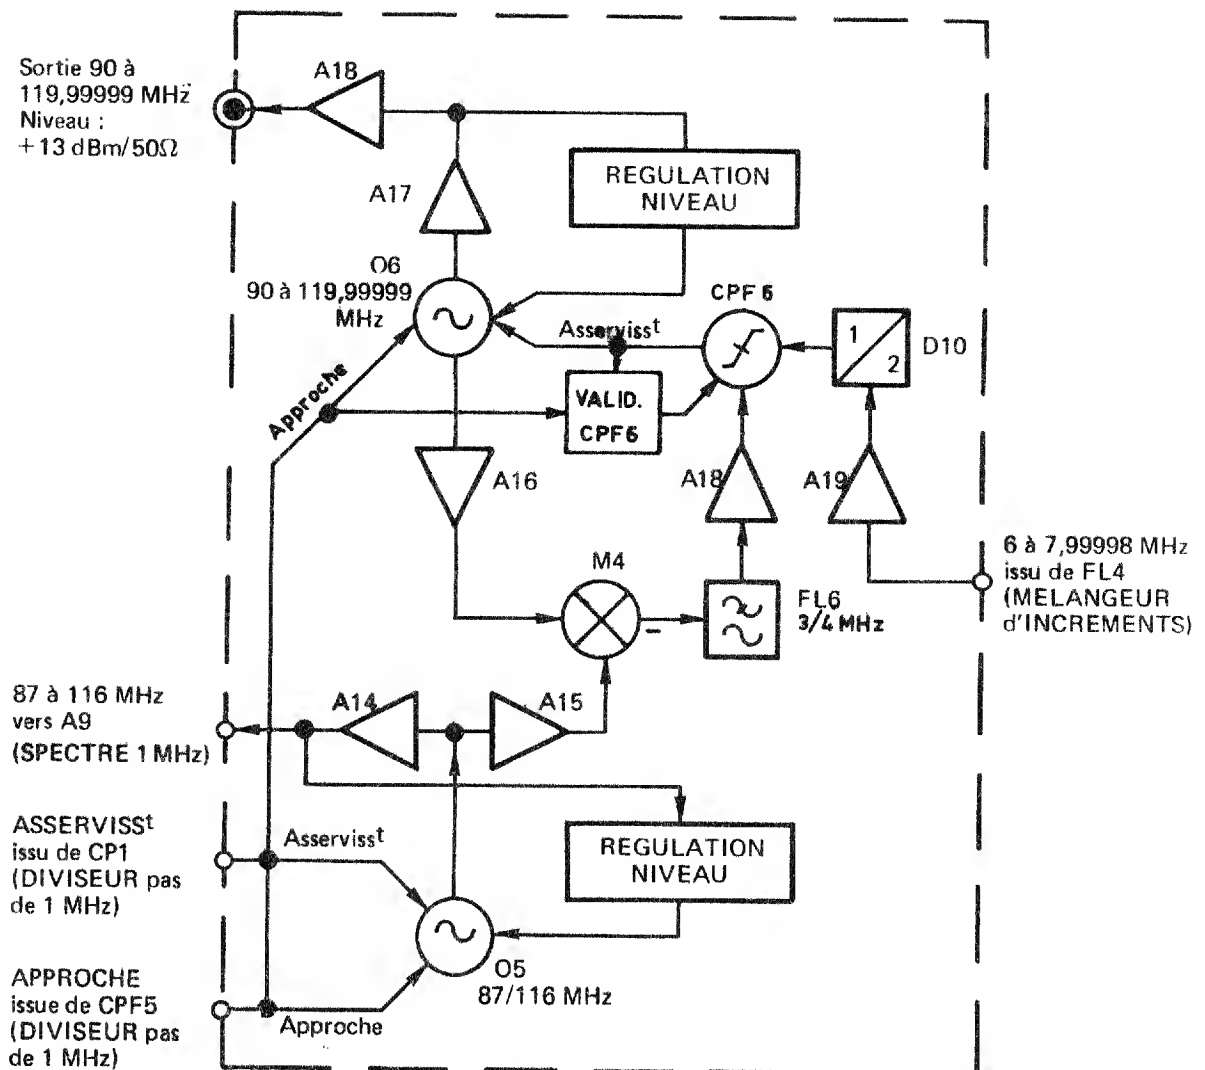 Sortie 90 à
119,99999 MHz
Niveau :
+13 dBm/50Ω
A18
A17
REGULATION
NIVEAU
O6
90 à 119,99999
MHz
CPF 6
Asservisst
1
2
D10
Approche
VALID.
CPF6
A16
A18
A19
M4
-
FL6
3/4 MHz
6 à 7,99998 MHz
issu de FL4
(MELANGEUR
d'INCREMENTS)
87 à 116 MHz
vers A9
(SPECTRE 1 MHz)
A14
A15
ASSERVISSt
issu de CP1
(DIVISEUR pas
de 1 MHz)
Asservisst
REGULATION
NIVEAU
O5
87/116 MHz
APPROCHE
issue de CPF5
(DIVISEUR pas
de 1 MHz)
Approche